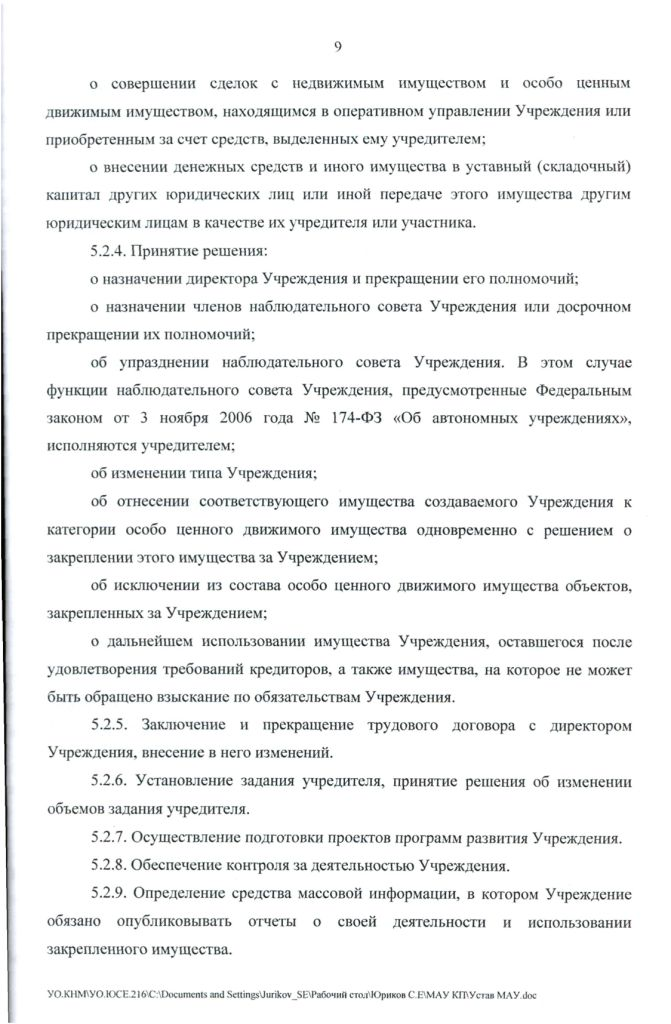 9
о совершении сделок с недвижимым имуществом и особо ценным
движимым имуществом, находящимся в оперативном управлении Учреждения или
приобретенным за счет средств, выделенных ему учредителем;
о внесении денежных средств и иного имущества в уставный (складочный)
капитал других юридических лиц или иной передаче этого имущества другим
юридическим лицам в качестве их учредителя или участника.
5.2.4. Принятие решения:
о назначении директора Учреждения и прекращении его полномочий;
о назначении членов наблюдательного совета Учреждения или досрочном
прекращении их полномочий;
об упразднении наблюдательного совета Учреждения. В этом случае
функции наблюдательного совета Учреждения, предусмотренные Федеральным
законом от 3 ноября 2006 года № 174-ФЗ «Об автономных учреждениях»,
исполняются учредителем;
об изменении типа Учреждения;
об отнесении соответствующего имущества создаваемого Учреждения к
категории особо ценного движимого имущества одновременно с решением о
закреплении этого имущества за Учреждением;
об исключении из состава особо ценного движимого имущества объектов,
закрепленных за Учреждением;
о дальнейшем использовании имущества Учреждения, оставшегося после
удовлетворения требований кредиторов, а также имущества, на которое не может
быть обращено взыскание по обязательствам Учреждения.
5.2.5. Заключение и прекращение трудового договора с директором
Учреждения, внесение в него изменений.
5.2.6. Установление задания учредителя, принятие решения об изменении
объемов задания учредителя.
5.2.7. Осуществление подготовки проектов программ развития Учреждения.
5.2.8. Обеспечение контроля за деятельностью Учреждения.
5.2.9. Определение средства массовой информации, в котором Учреждение
обязано опубликовывать отчеты о своей деятельности и использовании
закрепленного имущества.
УО.КНМ\УО.ЮСЕ.216\C:\Documents and Settings\Jurikov_SE\Рабочий стол\Юриков С.Е\МАУ КП\Устав МАУ.doc